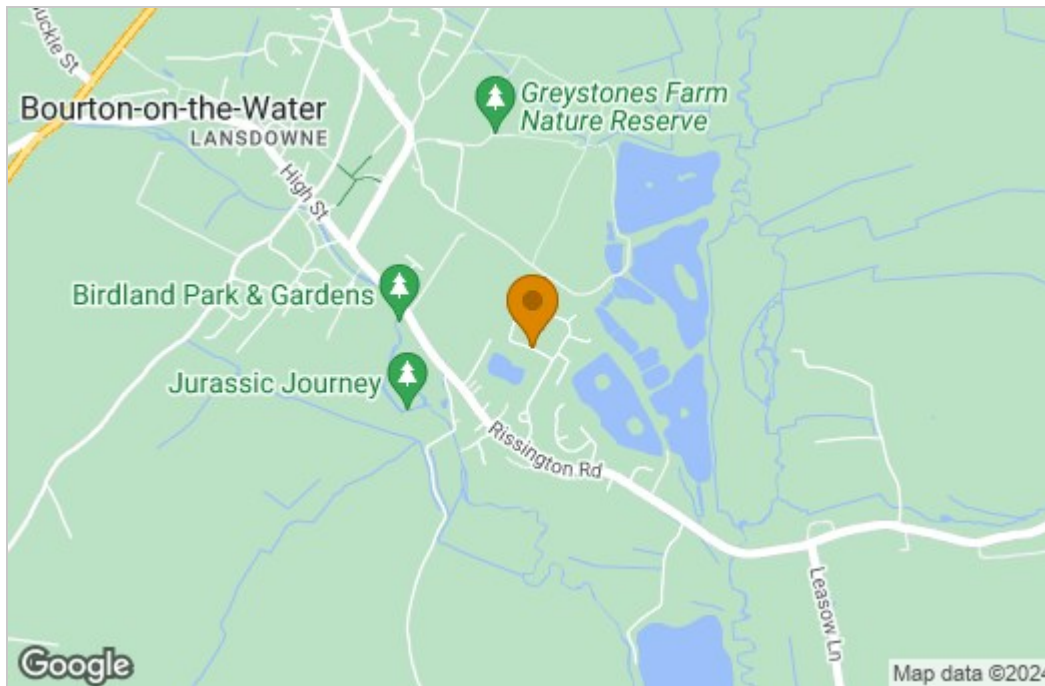 uckle St
Bourton-on-the-Water
LANSDOWNE
High St
Greystones Farm
Nature Reserve
Birdland Park & Gardens
Jurassic Journey
Rissington Rd
Leasow Ln
Google
Map data ©2024